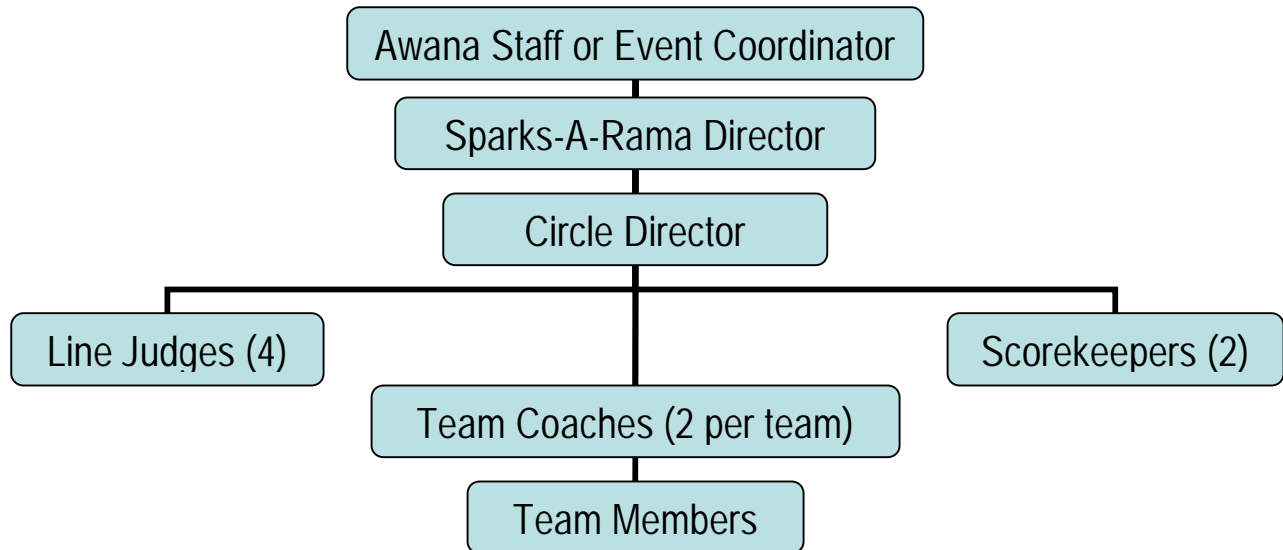 Awana Staff or Event Coordinator
Sparks-A-Rama Director
Circle Director
Line Judges (4)
Scorekeepers (2)
Team Coaches (2 per team)
Team Members